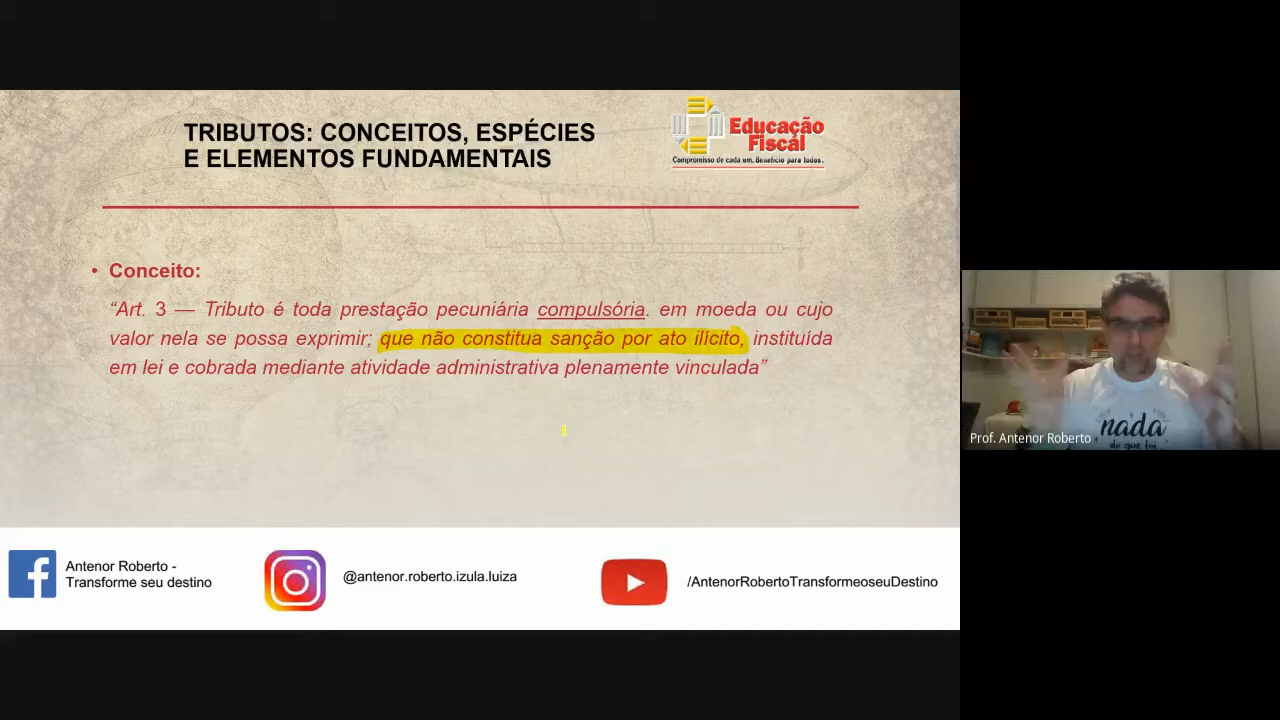 TRIBUTOS: CONCEITOS, ESPÉCIES
E ELEMENTOS FUNDAMENTAIS
Educação
Fiscal
Compromisso de cada um. Benefício para todos.
• Conceito:
“Art. 3 — Tributo é toda prestação pecuniária compulsória. em moeda ou cujo
valor nela se possa exprimir; que não constitua sanção por ato ilícito, instituída
em lei e cobrada mediante atividade administrativa plenamente vinculada”
nada
de que foi
Prof. Antenor Roberto
Antenor Roberto -
Transforme seu destino
@antenor.roberto.izula.luiza
/AntenorRobertoTransformeoseuDestino